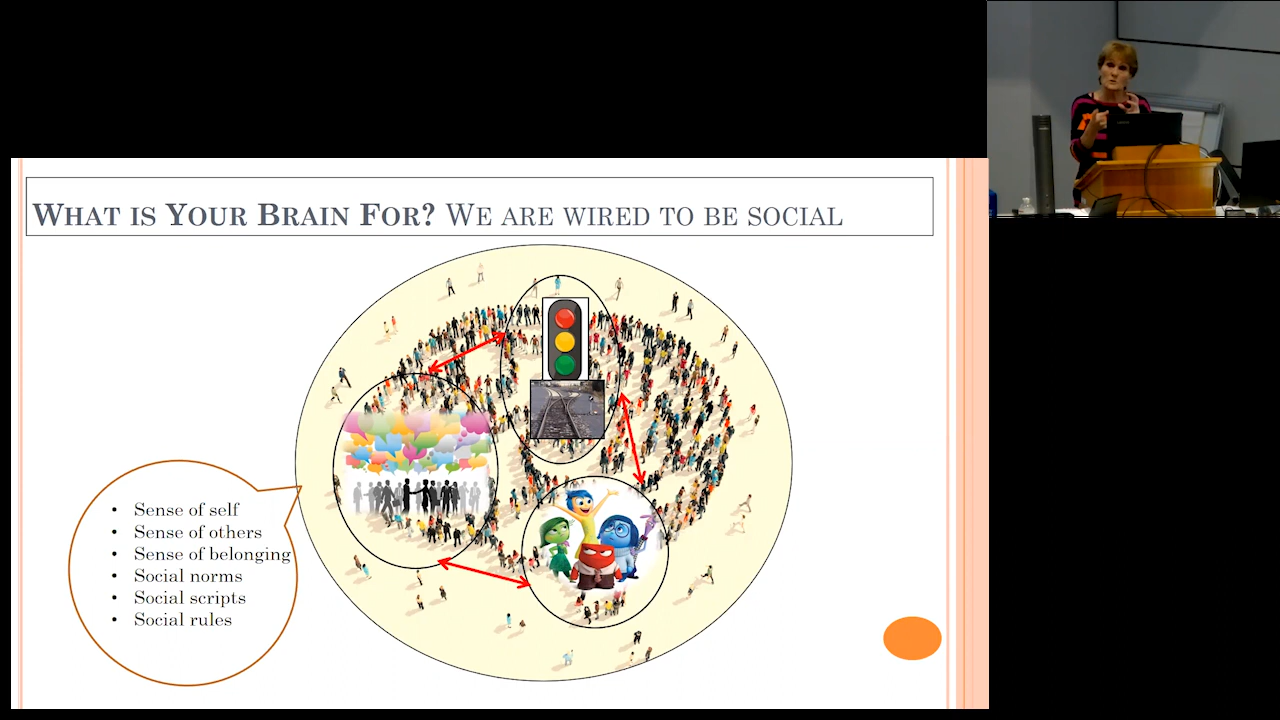 What is Your Brain For? We are wired to be social
• Sense of self
• Sense of others
• Sense of belonging
• Social norms
• Social scripts
• Social rules